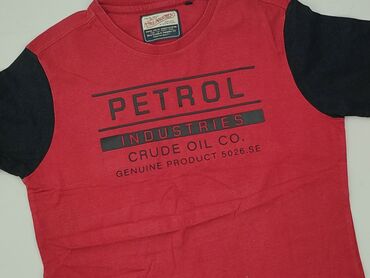 PETROL
INDUSTRIES
CRUDE OIL CO.
GENUINE PRODUCT 5026.SE